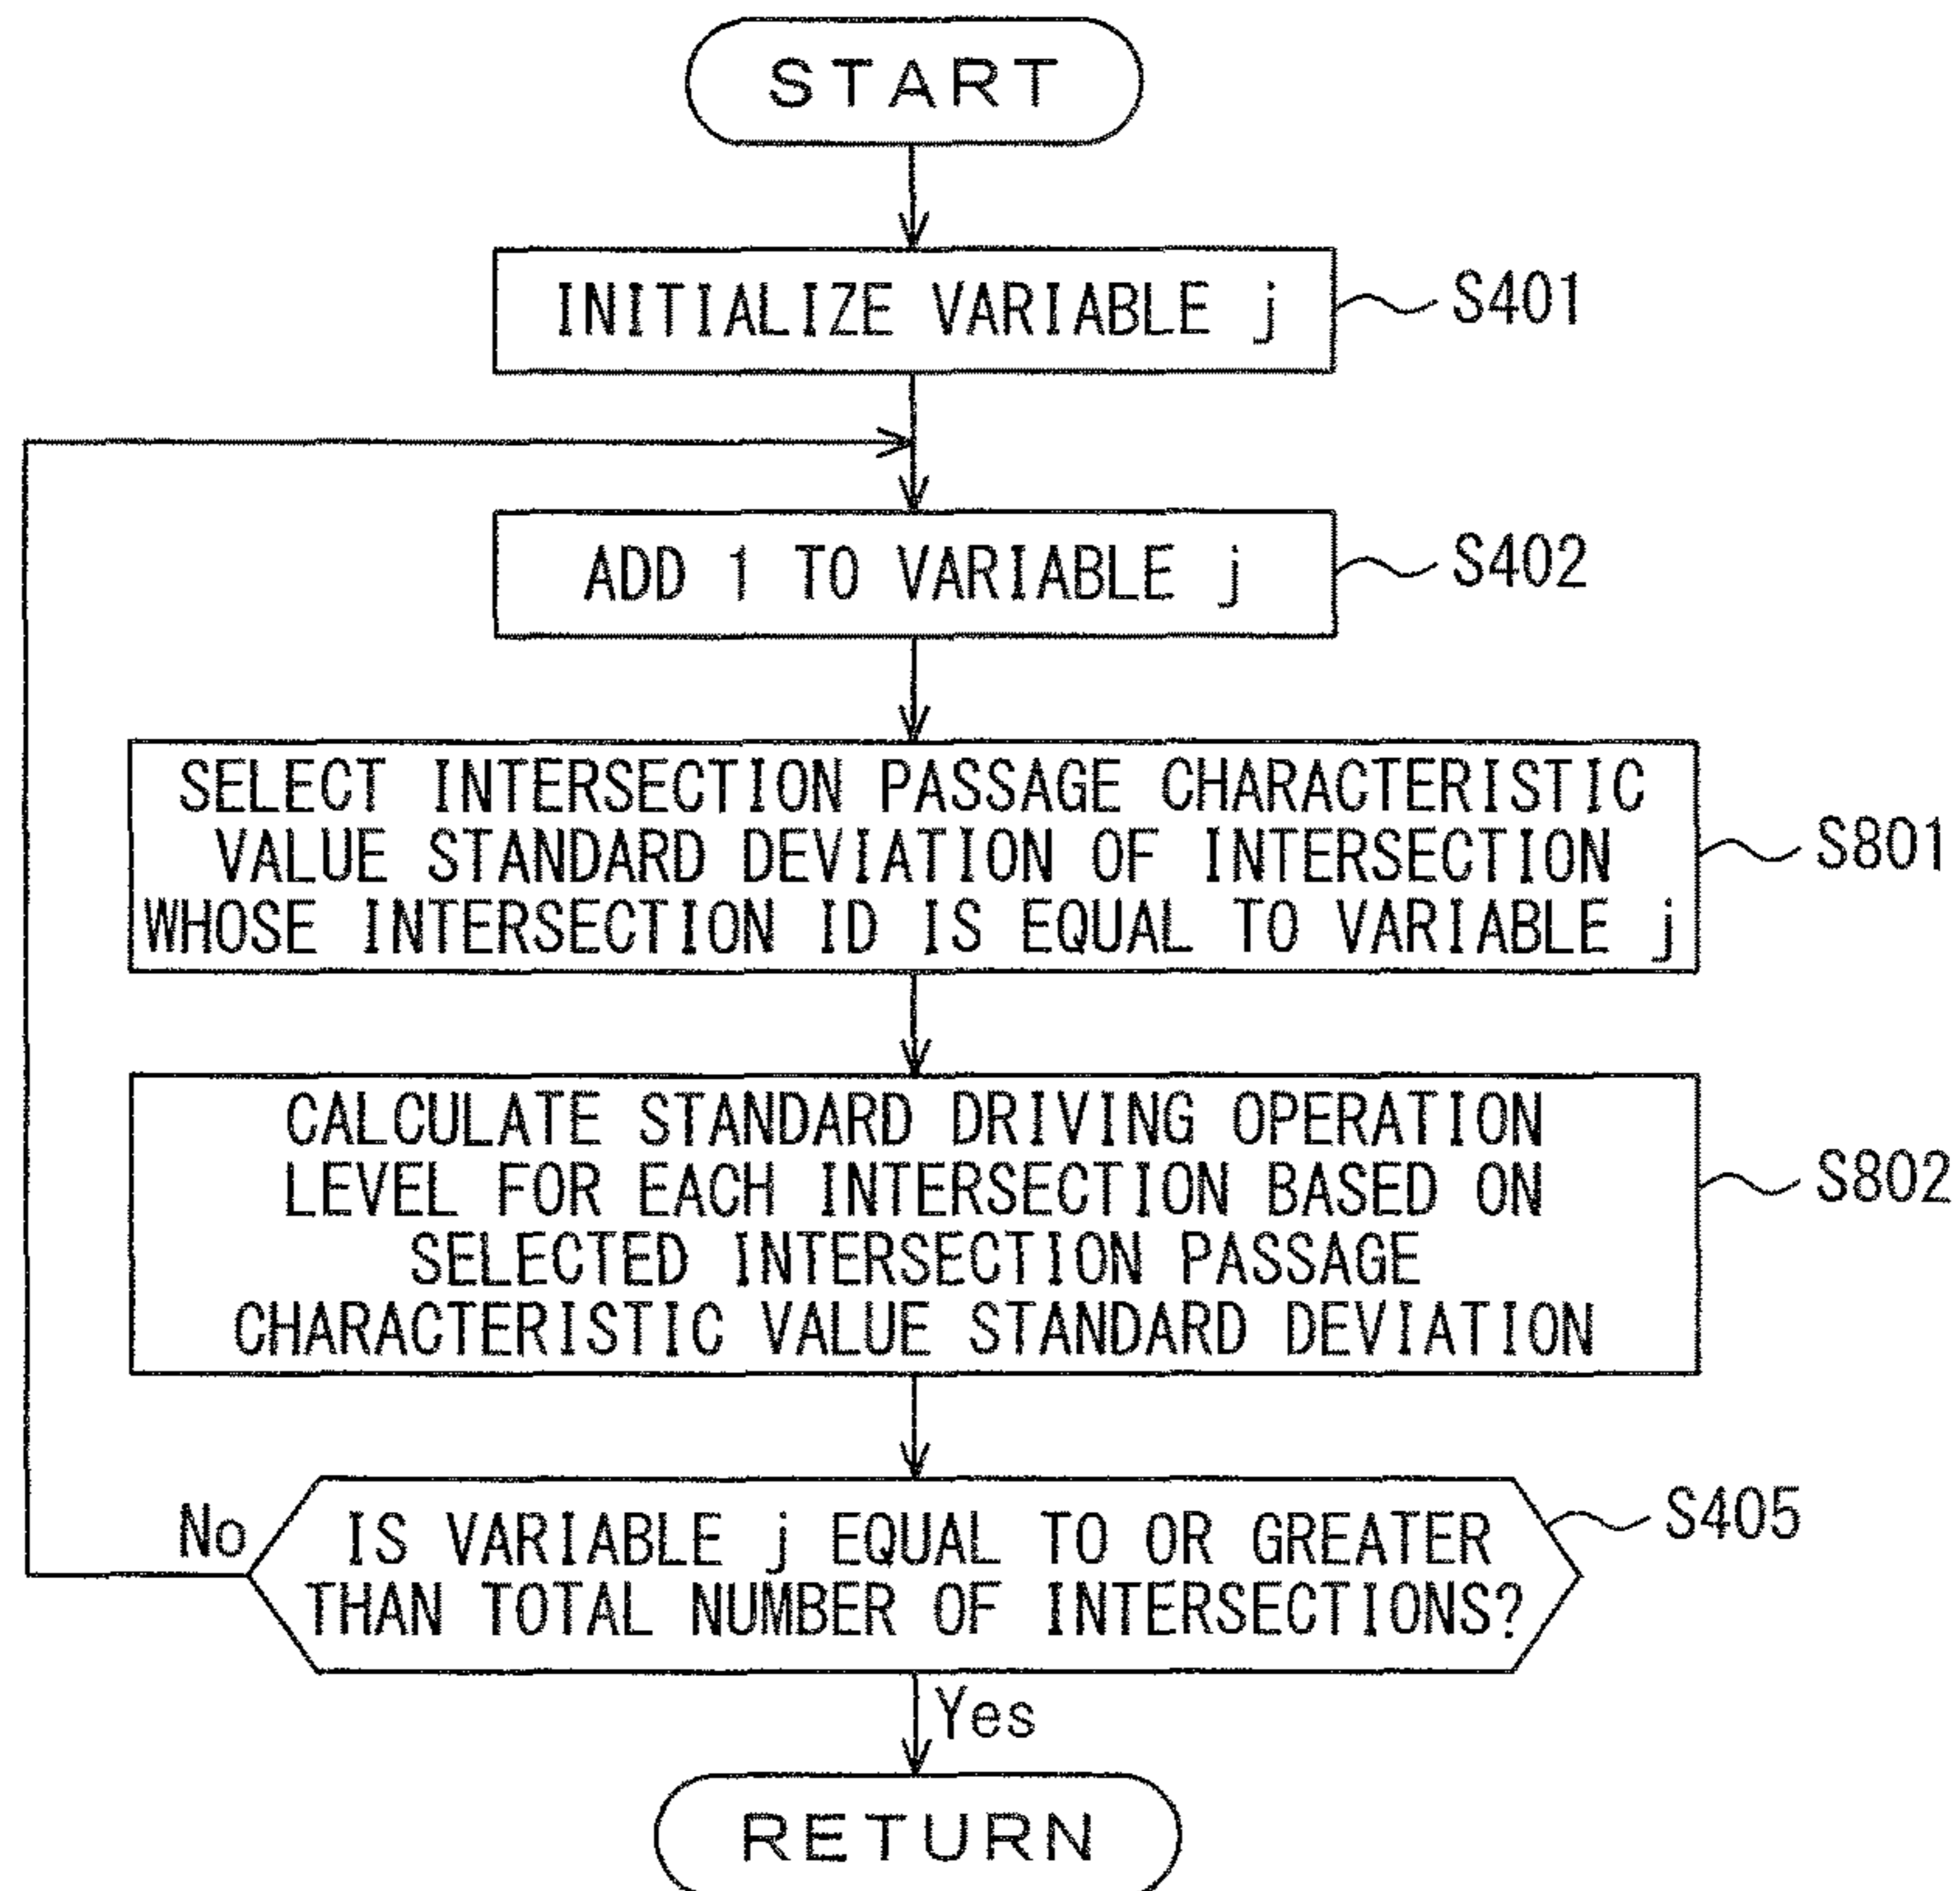 START
INITIALIZE VARIABLE j
S401
ADD 1 TO VARIABLE j
S402
SELECT INTERSECTION PASSAGE CHARACTERISTIC
VALUE STANDARD DEVIATION OF INTERSECTION
WHOSE INTERSECTION ID IS EQUAL TO VARIABLE j
S801
CALCULATE STANDARD DRIVING OPERATION
LEVEL FOR EACH INTERSECTION BASED ON
SELECTED INTERSECTION PASSAGE
CHARACTERISTIC VALUE STANDARD DEVIATION
S802
No
IS VARIABLE j EQUAL TO OR GREATER
THAN TOTAL NUMBER OF INTERSECTIONS?
S405
Yes
RETURN